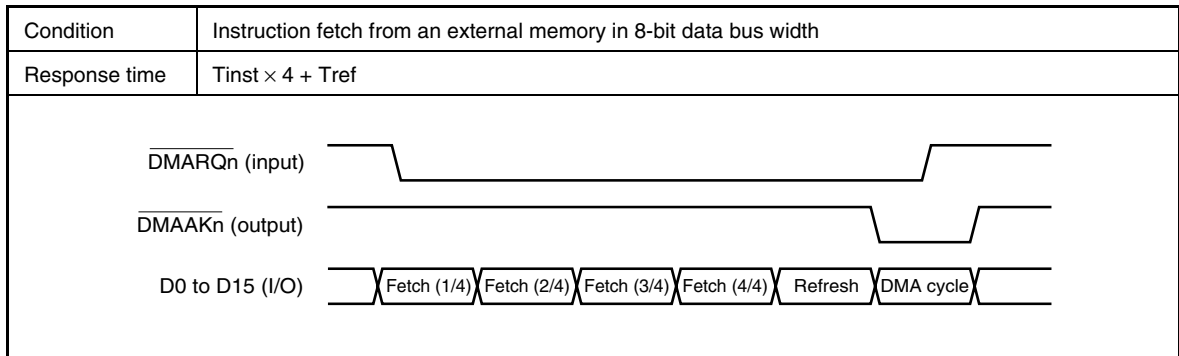 Condition Instruction fetch from an external memory in 8-bit data bus width
Response time Tinst × 4 + Tref
DMARQn (input)
DMAAKn (output)
D0 to D15 (I/O) Fetch (1/4) Fetch (2/4) Fetch (3/4) Fetch (4/4) Refresh DMA cycle